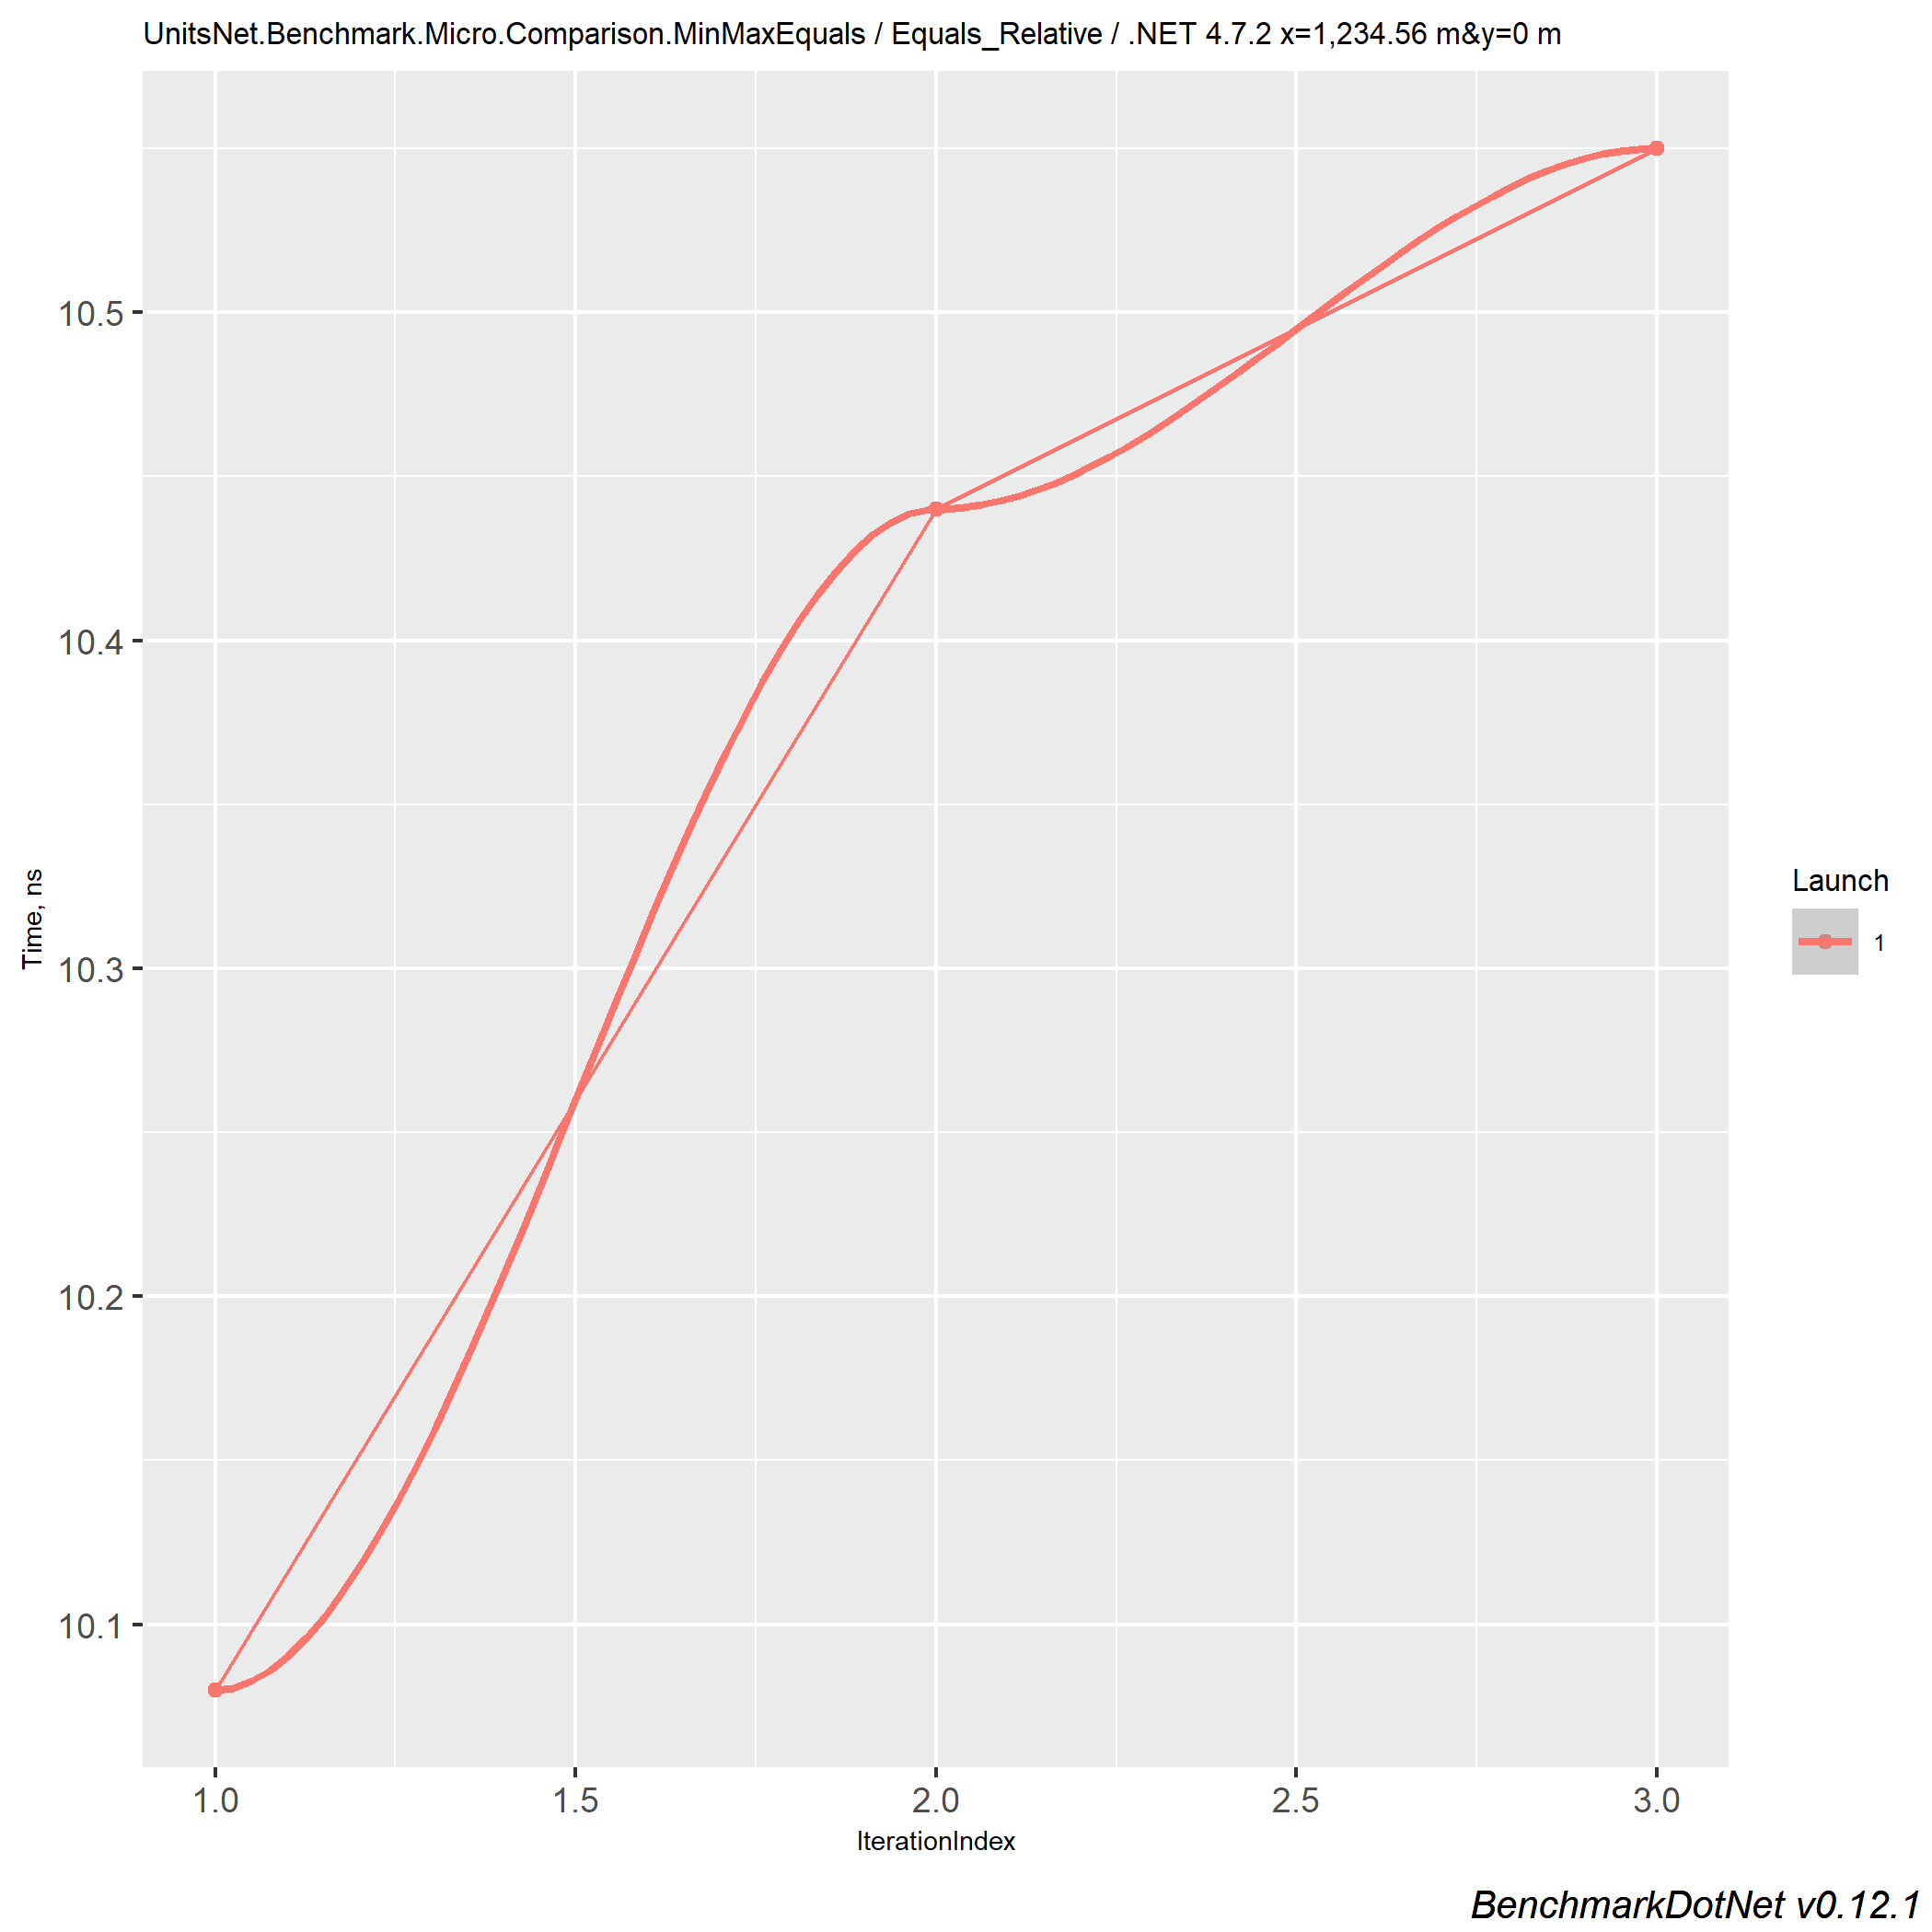 UnitsNet.Benchmark.Micro.Comparison.MinMaxEquals / Equals_Relative / .NET 4.7.2 x=1,234.56 m&y=0 m
10.5
10.4
10.3
10.2
10.1
Time, ns
1.0 1.5 2.0 2.5 3.0
IterationIndex
Launch
1
BenchmarkDotNet v0.12.1